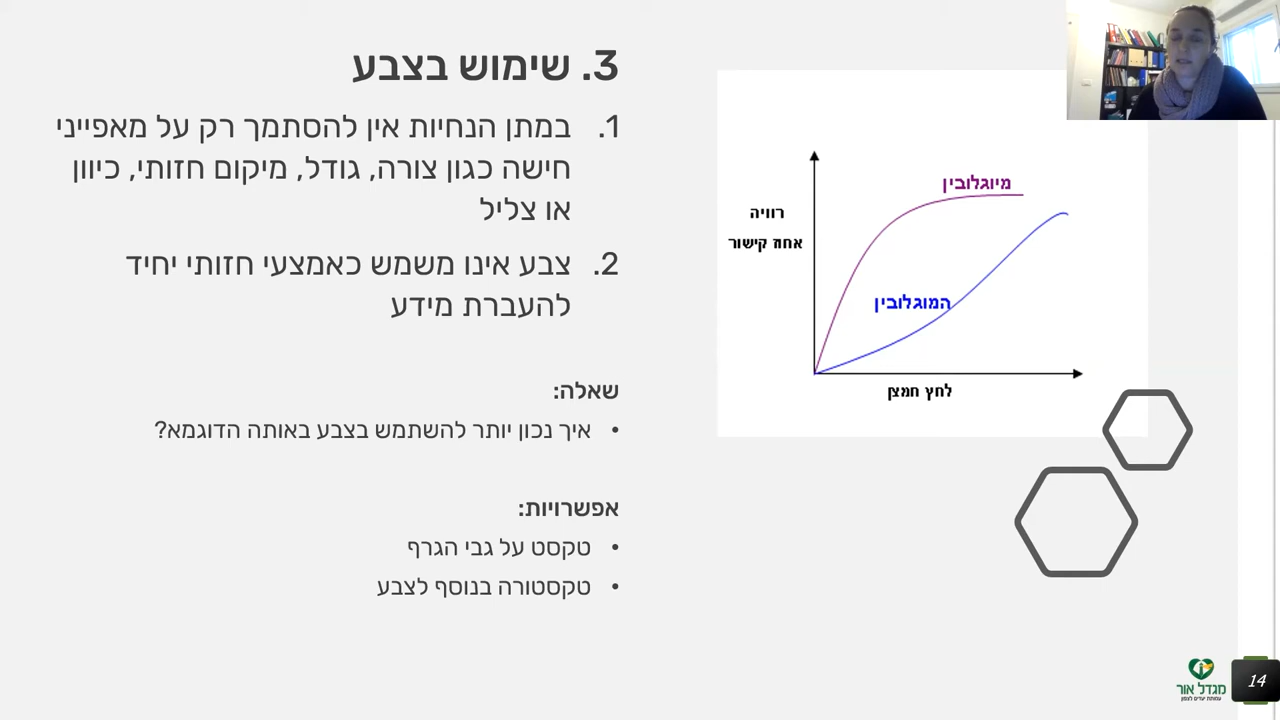 3. שימוש בצבע
1. במתן הנחיות אין להסתמך רק על מאפייני
חישה כגון צורה, גודל, מיקום חזותי, כיוון
או צליל
2. צבע אינו משמש כאמצעי חזותי יחיד
להעברת מידע
שאלה:
• איך נכון יותר להשתמש בצבע באותה הדוגמא?
אפשרויות:
• טקסט על גבי הגרף
• טקסטורה בנוסף לצבע
מיוגלובין
רוויה
אחוז קישור
המוגלובין
לחץ חמצן
מגדל אור
14